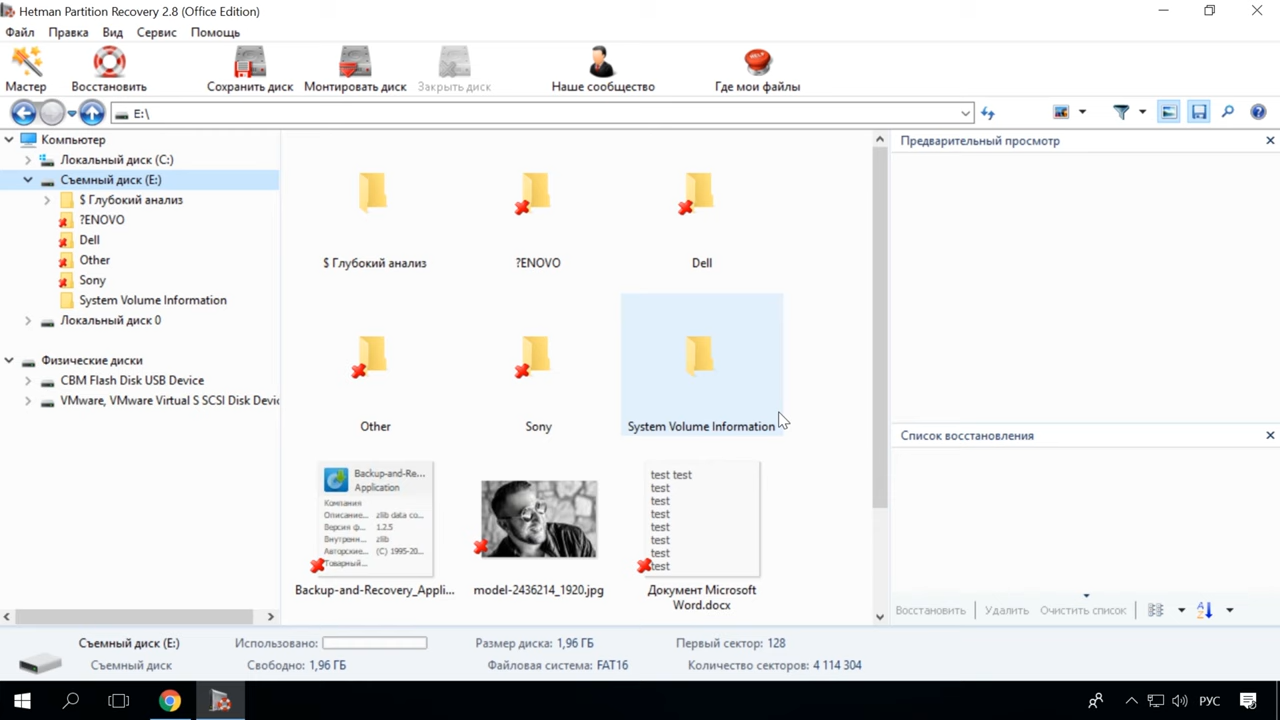 Hetman Partition Recovery 2.8 (Office Edition)
Файл Правка Вид Сервис Помощь
Мастер Восстановить Сохранить диск Монтировать диск Закрыть диск Наше сообщество HELP Где мои файлы
E:\
Компьютер
Локальный диск (C:)
Съемный диск (E:)
$ Глубокий анализ
?ENOVO
Dell
Other
Sony
System Volume Information
Локальный диск 0
Физические диски
CBM Flash Disk USB Device
VMware, VMware Virtual S SCSI Disk Devic
$ Глубокий анализ ?ENOVO Dell
Other Sony System Volume Information
Backup-and-Re...
Application
Компания
Описание... zlib data co...
Версия ф... 1.2.5
Внутренн... zlib
Авторские... (C) 1995-20...
Товарный...
test test
test
test
test
test
test
test
test
Backup-and-Recovery_Appli... model-2436214_1920.jpg Документ Microsoft
Word.docx
Предварительный просмотр
Список восстановления
Восстановить Удалить Очистить список
Съемный диск (E:) Использовано: Размер диска: 1,96 ГБ Первый сектор: 128
Съемный диск Свободно: 1,96 ГБ Файловая система: FAT16 Количество секторов: 4 114 304
РУС